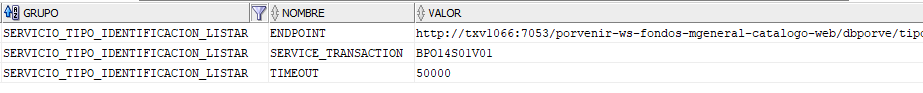 GRUPO NOMBRE VALOR
SERVICIO_TIPO_IDENTIFICACION_LISTAR ENDPOINT http://txvl066:7053/porvenir-ws-fondos-mgeneral-catalogo-web/dbporve/tipo
SERVICIO_TIPO_IDENTIFICACION_LISTAR SERVICE_TRANSACTION BPO14S01V01
SERVICIO_TIPO_IDENTIFICACION_LISTAR TIMEOUT 50000